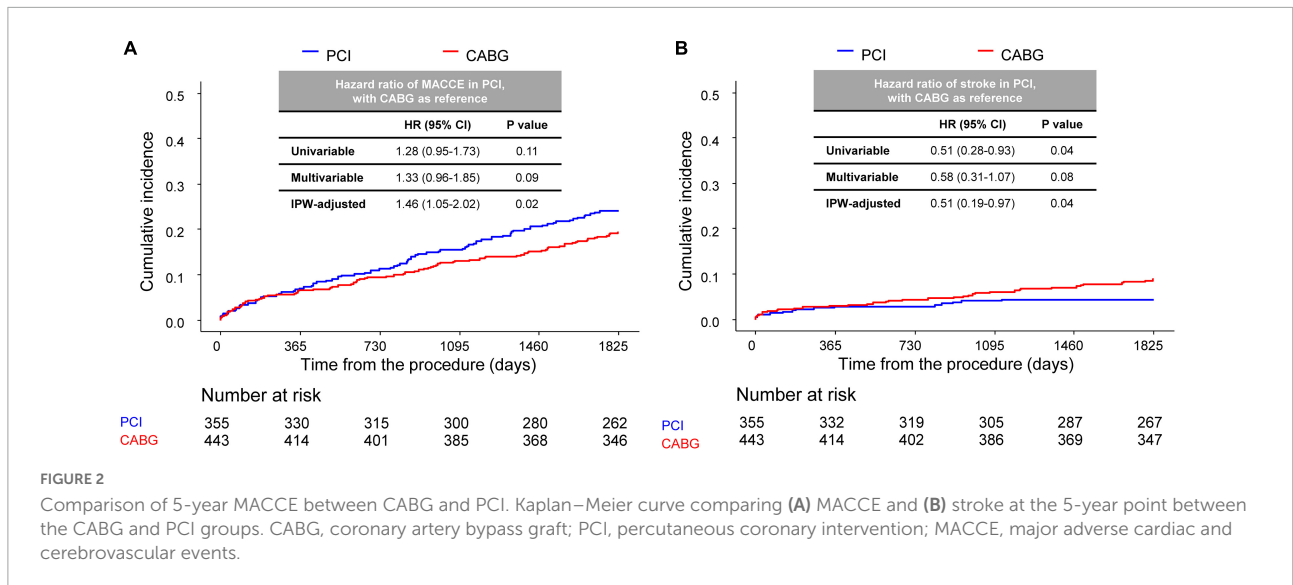 A
PCI CABG
Hazard ratio of MACCE in PCI,
with CABG as reference
HR (95% CI) P value
Univariable 1.28 (0.95-1.73) 0.11
Multivariable 1.33 (0.96-1.85) 0.09
IPW-adjusted 1.46 (1.05-2.02) 0.02
Cumulative incidence
0.5
0.4
0.3
0.2
0.1
0.0
0 365 730 1095 1460 1825
Time from the procedure (days)
Number at risk
PCI 355 330 315 300 280 262
CABG 443 414 401 385 368 346
B
PCI CABG
Hazard ratio of stroke in PCI,
with CABG as reference
HR (95% CI) P value
Univariable 0.51 (0.28-0.93) 0.04
Multivariable 0.58 (0.31-1.07) 0.08
IPW-adjusted 0.51 (0.19-0.97) 0.04
Cumulative incidence
0.5
0.4
0.3
0.2
0.1
0.0
0 365 730 1095 1460 1825
Time from the procedure (days)
Number at risk
PCI 355 332 319 305 287 267
CABG 443 414 402 386 369 347
FIGURE 2
Comparison of 5-year MACCE between CABG and PCI. Kaplan–Meier curve comparing (A) MACCE and (B) stroke at the 5-year point between
the CABG and PCI groups. CABG, coronary artery bypass graft; PCI, percutaneous coronary intervention; MACCE, major adverse cardiac and
cerebrovascular events.